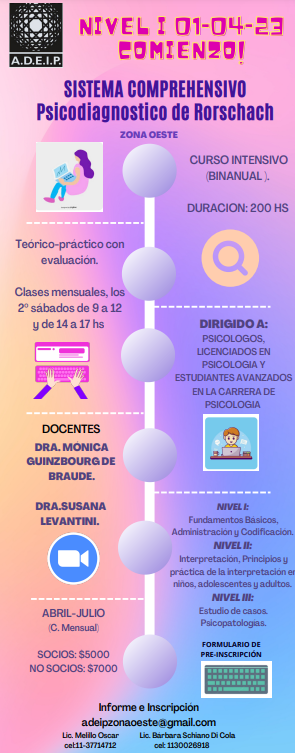 A.D.E.I.P.
NIVEL I 01-04-23
COMIENZO!
SISTEMA COMPREHENSIVO
Psicodiagnostico de Rorschach
ZONA OESTE
CURSO INTENSIVO
(BINANUAL ).
DURACION: 200 HS
Teórico-práctico con
evaluación.
Clases mensuales, los
2º sábados de 9 a 12
y de 14 a 17 hs
DIRIGIDO A:
PSICOLOGOS,
LICENCIADOS EN
PSICOLOGIA Y
ESTUDIANTES AVANZADOS
EN LA CARRERA DE
PSICOLOGIA
DOCENTES
DRA. MÓNICA
GUINZBOURG DE
BRAUDE.
DRA.SUSANA
LEVANTINI.
NIVEL I:
Fundamentos Básicos,
Administración y Codificación.
NIVEL II:
Interpretación, Principios y
practica de la interpretación en
niños, adolescentes y adultos.
NIVEL III:
Estudio de casos.
Psicopatologias.
ABRIL-JULIO
(C. Mensual)
SOCIOS: $5000
NO SOCIOS: $7000
FORMULARIO DE
PRE-INSCRIPCIÓN
Informe e Inscripción
adeipzonaoeste@gmail.com
Lic. Melillo Oscar
cel:11-37714712
Lic. Bárbara Schiano Di Cola
cel: 1130026918